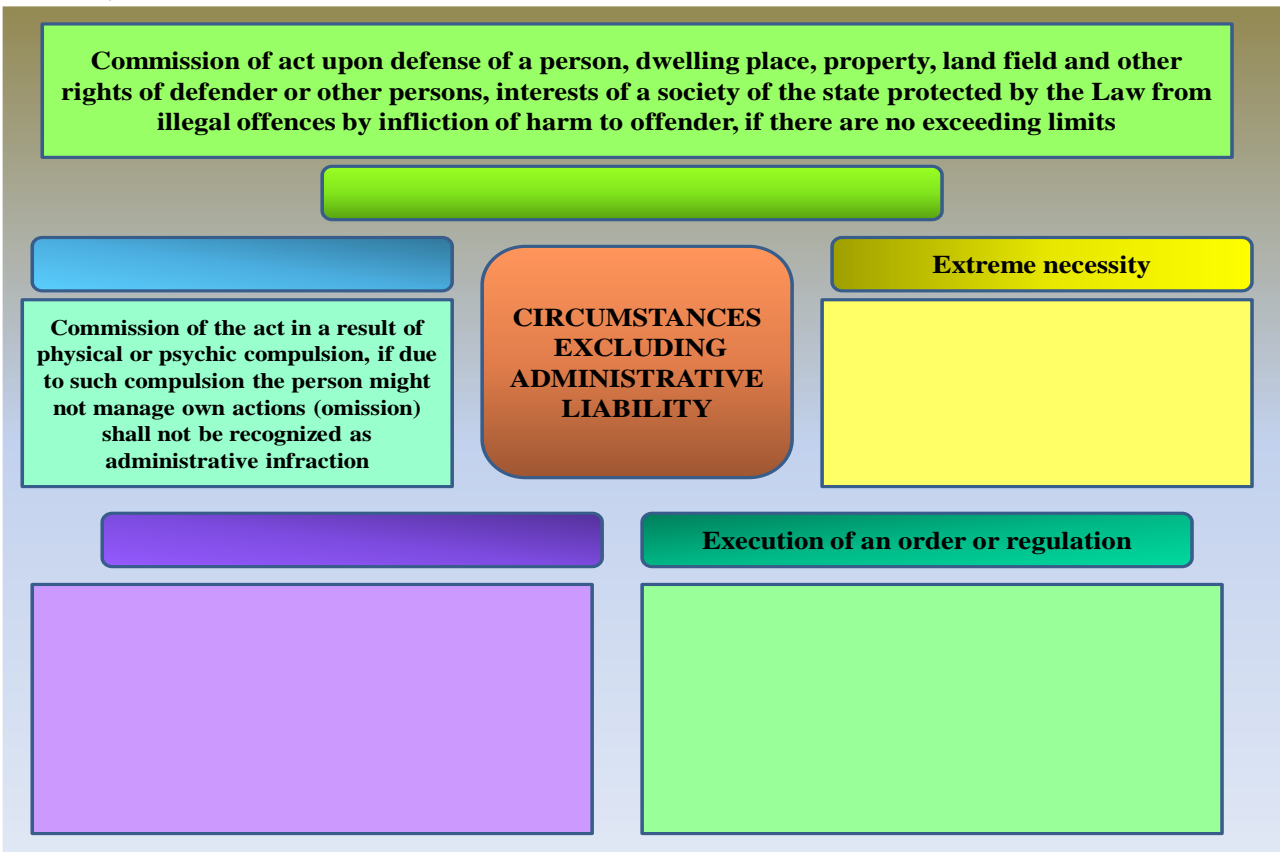 Commission of act upon defense of a person, dwelling place, property, land field and other
rights of defender or other persons, interests of a society of the state protected by the Law from
illegal offences by infliction of harm to offender, if there are no exceeding limits
Extreme necessity
Commission of the act in a result of
physical or psychic compulsion, if due
to such compulsion the person might
not manage own actions (omission)
shall not be recognized as
administrative infraction
CIRCUMSTANCES
EXCLUDING
ADMINISTRATIVE
LIABILITY
Execution of an order or regulation